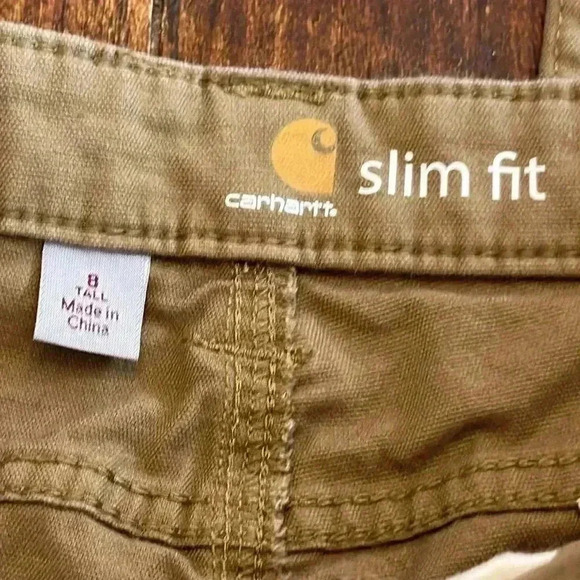 carhartt.
slim fit
8
TALL
Made in
China